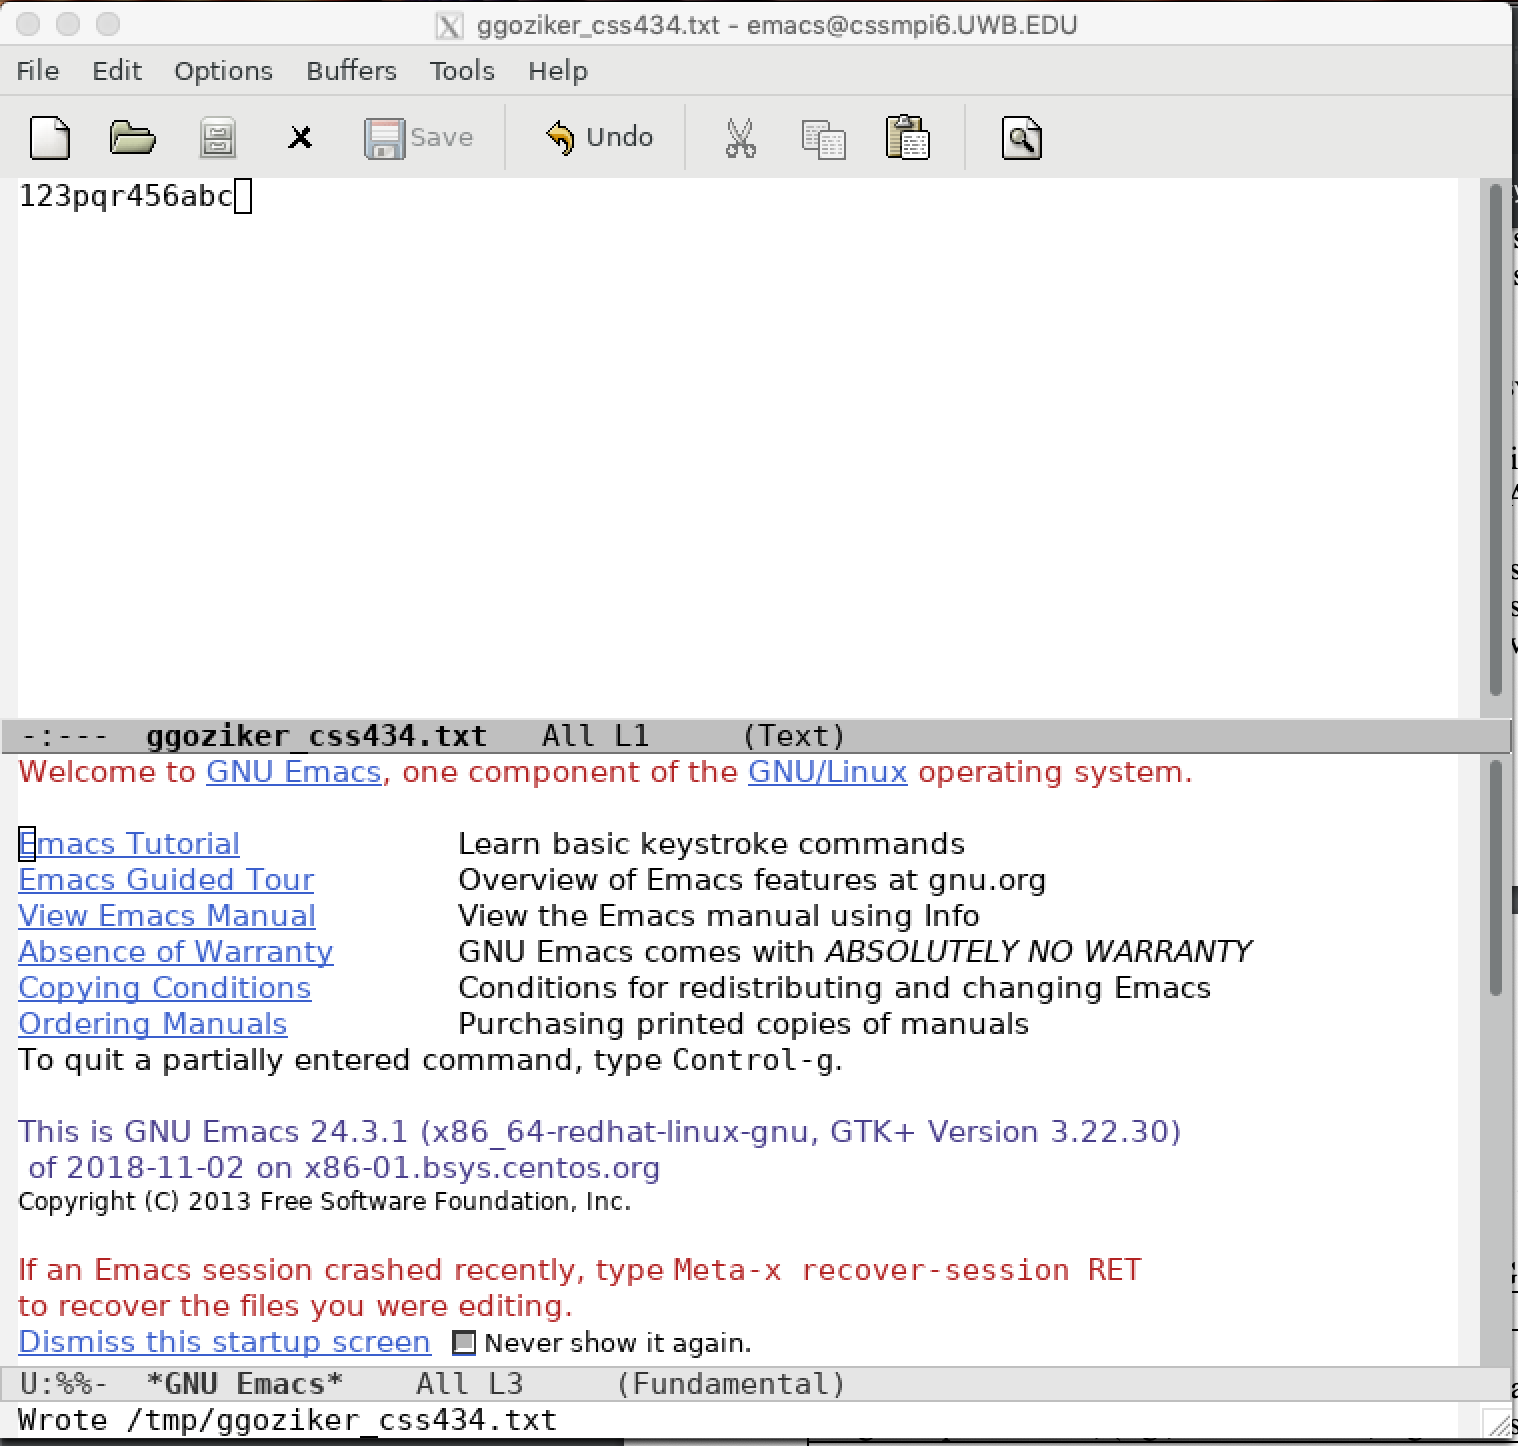 ggoziker_css434.txt - emacs@cssmpi6.UWB.EDU
File Edit Options Buffers Tools Help
Save Undo
123pqr456abc
-:--- ggoziker_css434.txt All L1 (Text)
Welcome to GNU Emacs, one component of the GNU/Linux operating system.
Emacs Tutorial Learn basic keystroke commands
Emacs Guided Tour Overview of Emacs features at gnu.org
View Emacs Manual View the Emacs manual using Info
Absence of Warranty GNU Emacs comes with ABSOLUTELY NO WARRANTY
Copying Conditions Conditions for redistributing and changing Emacs
Ordering Manuals Purchasing printed copies of manuals
To quit a partially entered command, type Control-g.
This is GNU Emacs 24.3.1 (x86_64-redhat-linux-gnu, GTK+ Version 3.22.30)
of 2018-11-02 on x86-01.bsys.centos.org
Copyright (C) 2013 Free Software Foundation, Inc.
If an Emacs session crashed recently, type Meta-x recover-session RET
to recover the files you were editing.
Dismiss this startup screen Never show it again.
U:%%- *GNU Emacs* All L3 (Fundamental)
Wrote /tmp/ggoziker_css434.txt